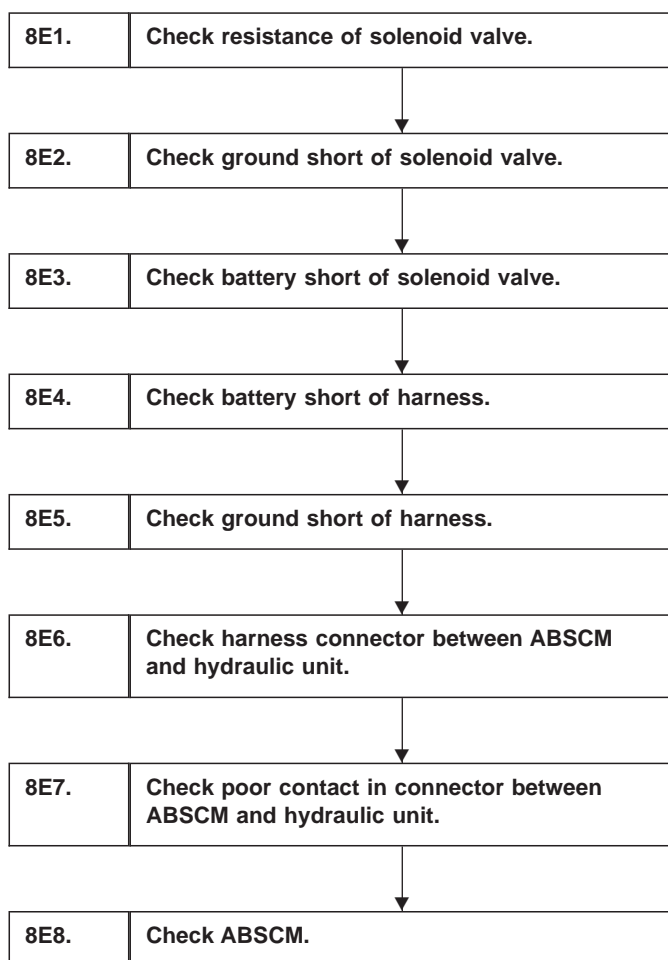 8E1. Check resistance of solenoid valve.
8E2. Check ground short of solenoid valve.
8E3. Check battery short of solenoid valve.
8E4. Check battery short of harness.
8E5. Check ground short of harness.
8E6. Check harness connector between ABSCM
and hydraulic unit.
8E7. Check poor contact in connector between
ABSCM and hydraulic unit.
8E8. Check ABSCM.